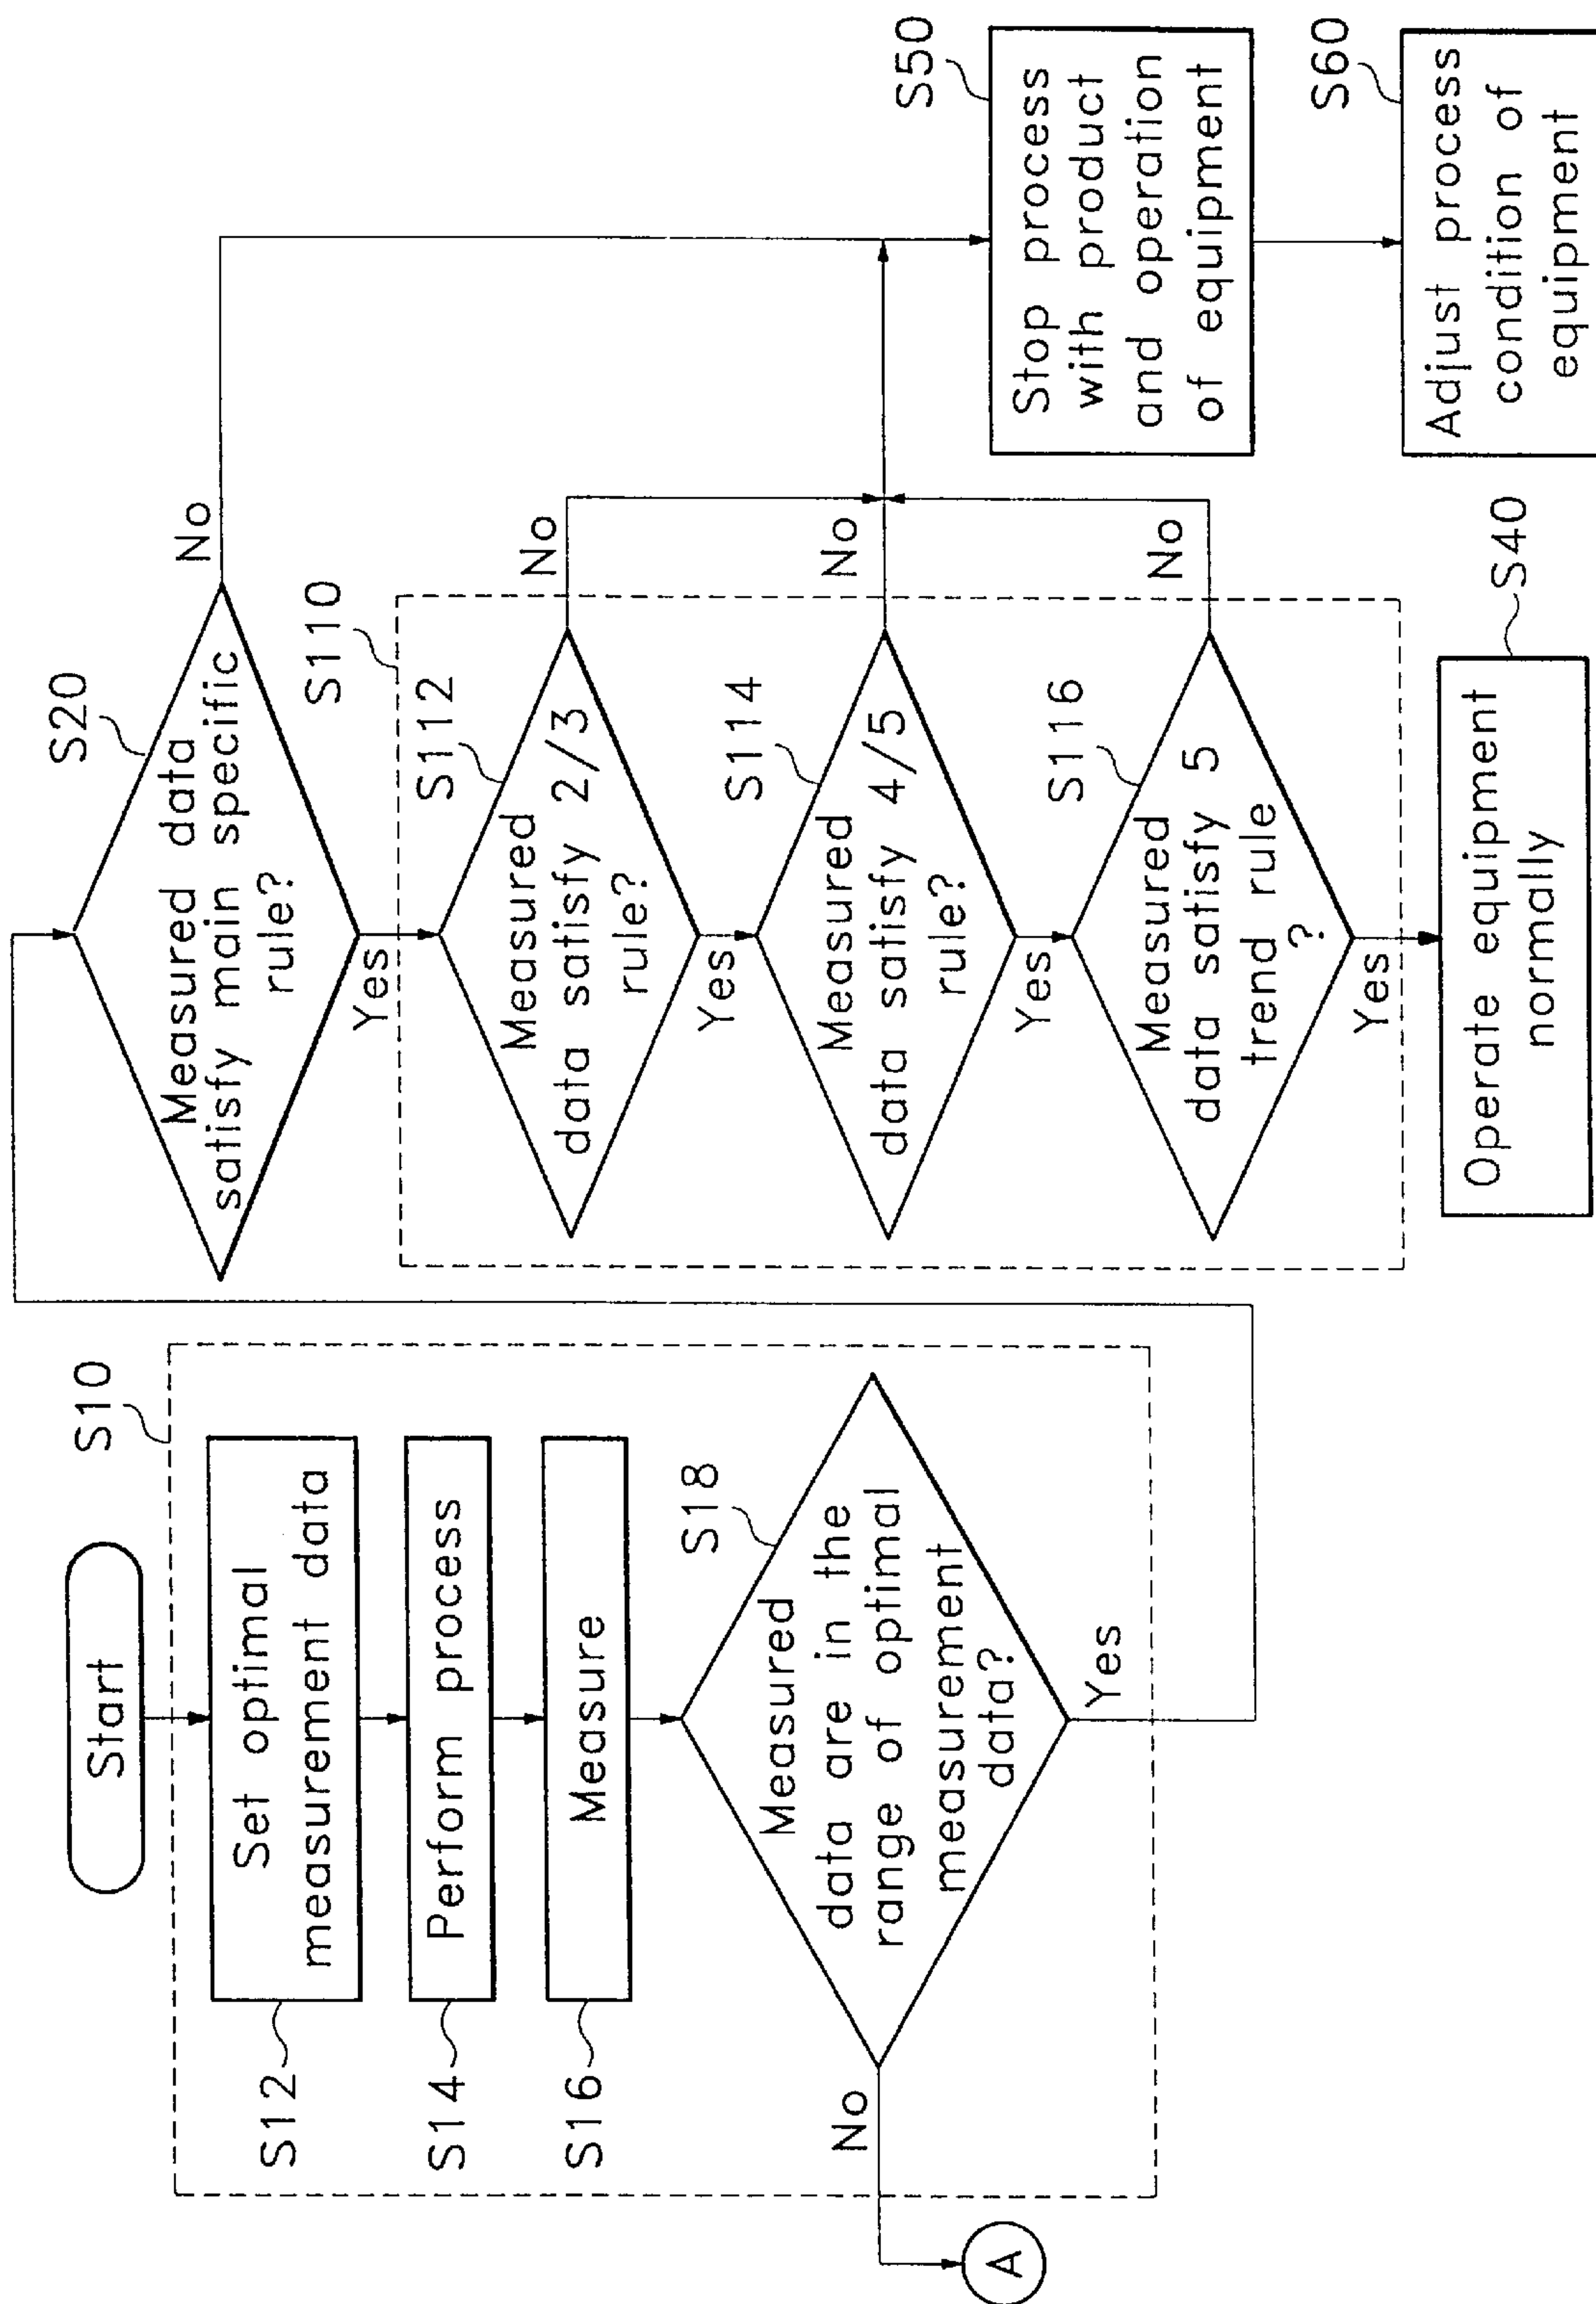 Start
S10
Set optimal
measurement data
S12
Perform process
S14
Measure
S16
S18
Measured
data are in the
range of optimal
measurement
data?
No
Yes
A
S20
Measured data
satisfy main specific
rule?
No
Yes
S110
S112
Measured
data satisfy 2/3
rule?
No
Yes
S114
Measured
data satisfy 4/5
rule?
No
Yes
S116
Measured
data satisfy 5
trend rule
?
No
Yes
S40
Operate equipment
normally
S50
Stop process
with product
and operation
of equipment
S60
Adjust process
condition of
equipment